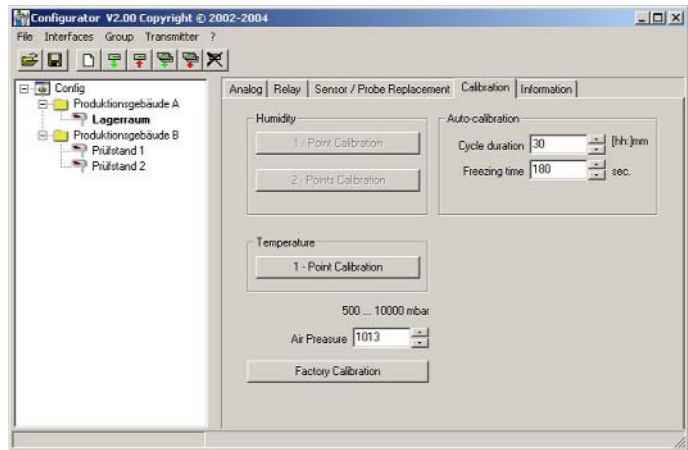 Configurator V2.00 Copyright © 2002-2004
File Interfaces Group Transmitter ?
Config
Produktionsgebäude A
Lagerraum
Produktionsgebäude B
Prüfstand 1
Prüfstand 2
Analog Relay Sensor / Probe Replacement Calibration Information
Humidity
1 - Point Calibration
2 - Points Calibration
Auto-calibration
Cycle duration 30 [hh:]mm
Freezing time 180 sec.
Temperature
1 - Point Calibration
500 ... 10000 mbar
Air Preasure 1013
Factory Calibration